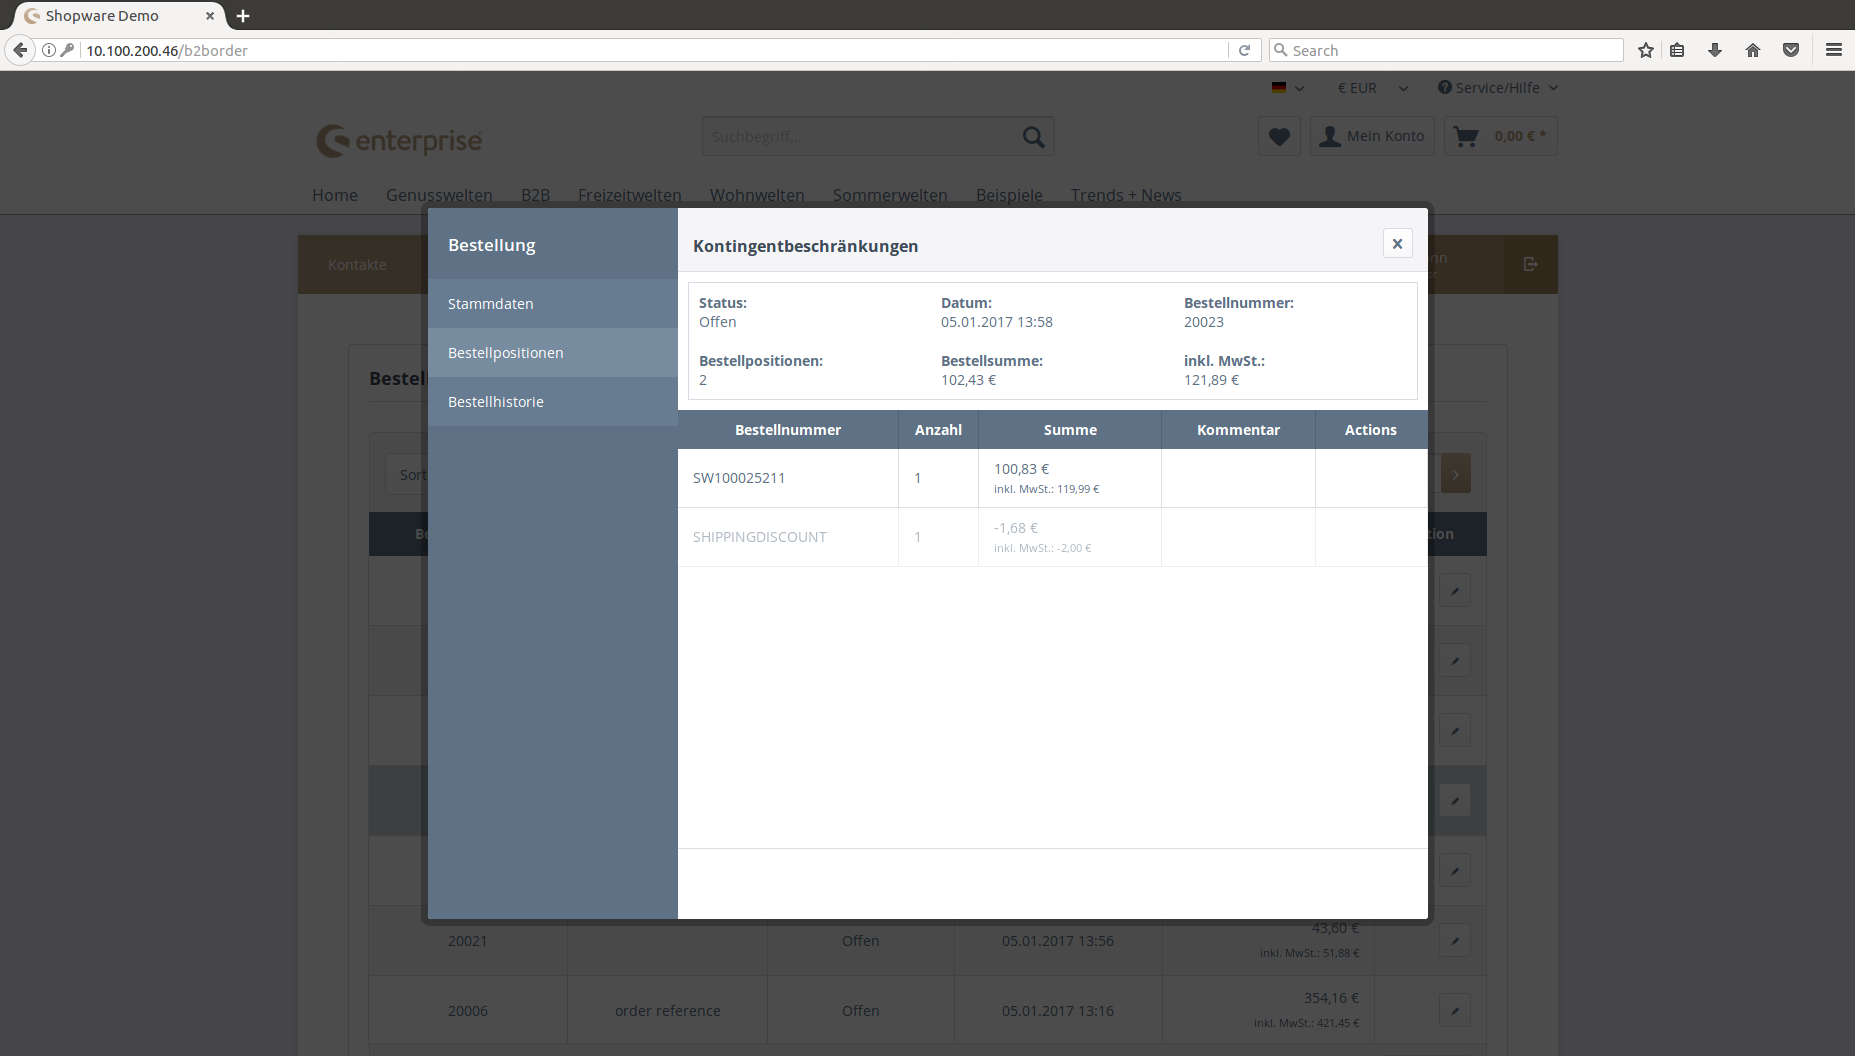 Shopware Demo
10.100.200.46/b2border
Search
€ EUR
Service/Hilfe
enterprise
Suchbegriff...
Mein Konto
0,00 € *
Home Genusswelten B2B Freizeitwelten Wohnwelten Sommerwelten Beispiele Trends + News
Kontakte
Bestellung
Stammdaten
Bestellpositionen
Bestellhistorie
Kontingentbeschränkungen
Status: Datum: Bestellnummer:
Offen 05.01.2017 13:58 20023
Bestellpositionen: Bestellsumme: inkl. MwSt.:
2 102,43 € 121,89 €
Bestellnummer Anzahl Summe Kommentar Actions
SW100025211 1 100,83 €
inkl. MwSt.: 119,99 €
SHIPPINGDISCOUNT 1 -1,68 €
inkl. MwSt.: -2,00 €
20021 Offen 05.01.2017 13:56 43,60 €
inkl. MwSt.: 51,88 €
20006 order reference Offen 05.01.2017 13:16 354,16 €
inkl. MwSt.: 421,45 €